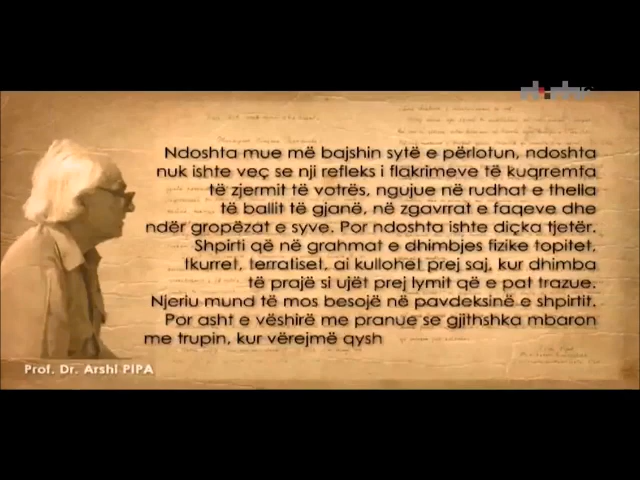 Ndoshta mue më bajshin sytë e përlotun, ndoshta
nuk ishte veç se nji refleks i flakrimeve të kuqrremta
të zjermit të votrës, ngujue në rudhat e thella
të ballit të gjanë, në zgavrrat e faqeve dhe
ndër gropëzat e syve. Por ndoshta ishte diçka tjetër.
Shpirti që në grahmat e dhimbjes fizike topitet,
tkurret, terratiset, ai kullohet prej saj, kur dhimba
të prajë si ujët prej lymit që e pat trazue.
Njeriu mund të mos besojë në pavdeksinë e shpirtit.
Por asht e vëshirë me pranue se gjithshka mbaron
me trupin, kur vërejmë qysh
Prof. Dr. Arshi PIPA